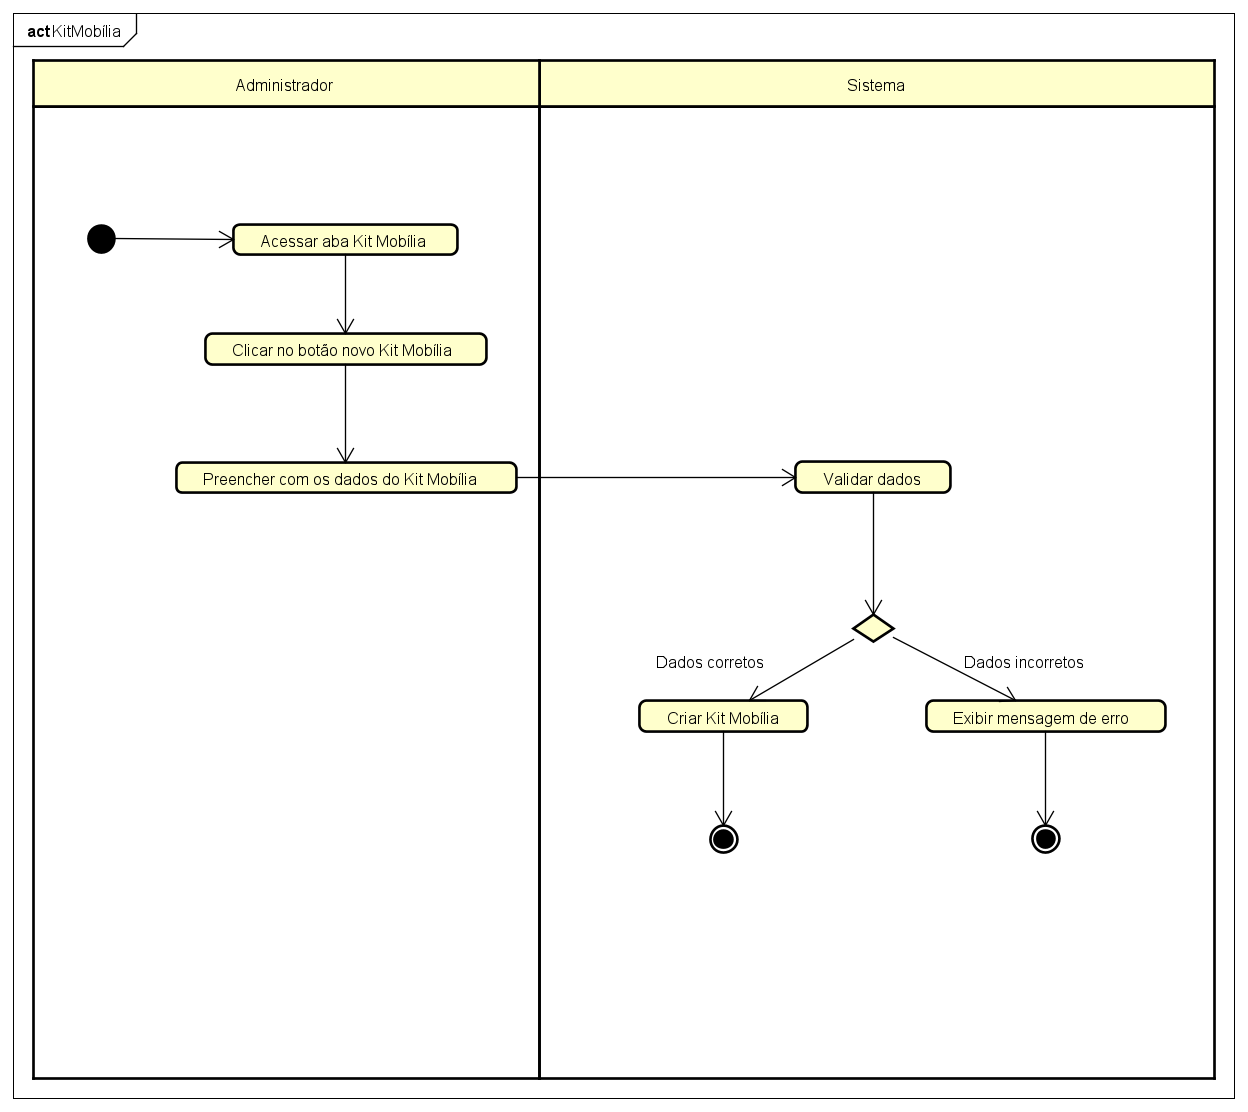 act KitMobília
Administrador
Sistema
Acessar aba Kit Mobília
Clicar no botão novo Kit Mobília
Preencher com os dados do Kit Mobília
Validar dados
Dados corretos
Dados incorretos
Criar Kit Mobília
Exibir mensagem de erro